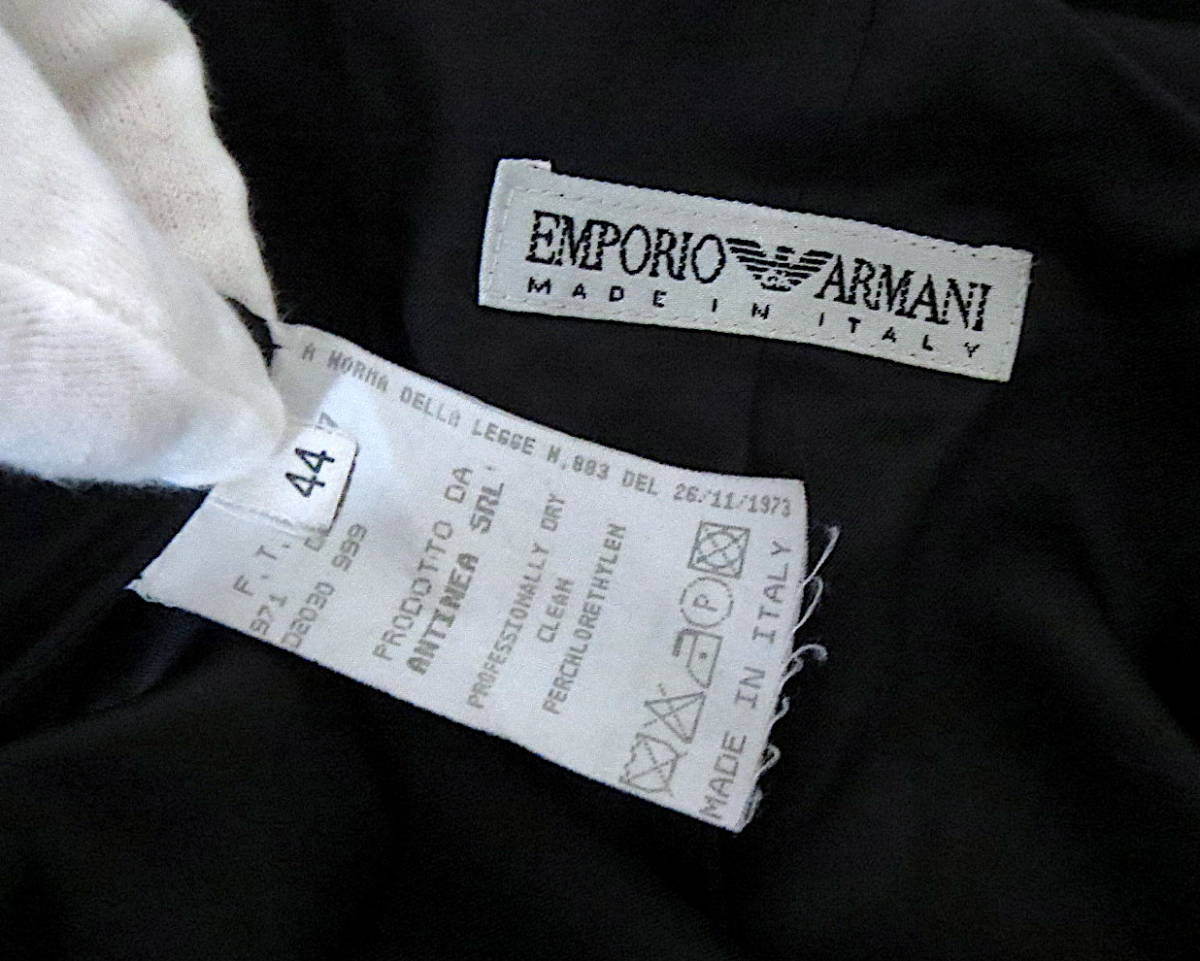 EMPORIO ARMANI
MADE IN ITALY
A NORMA DELLA LEGGE N.883 DEL 26/11/1973
44
F.T.
971
D2030 999
PRODOTTO DA
ANTINEA SRL.
PROFESSIONALLY DRY
CLEAN
PERCHLORETHYLEN
P
MADE IN ITALY